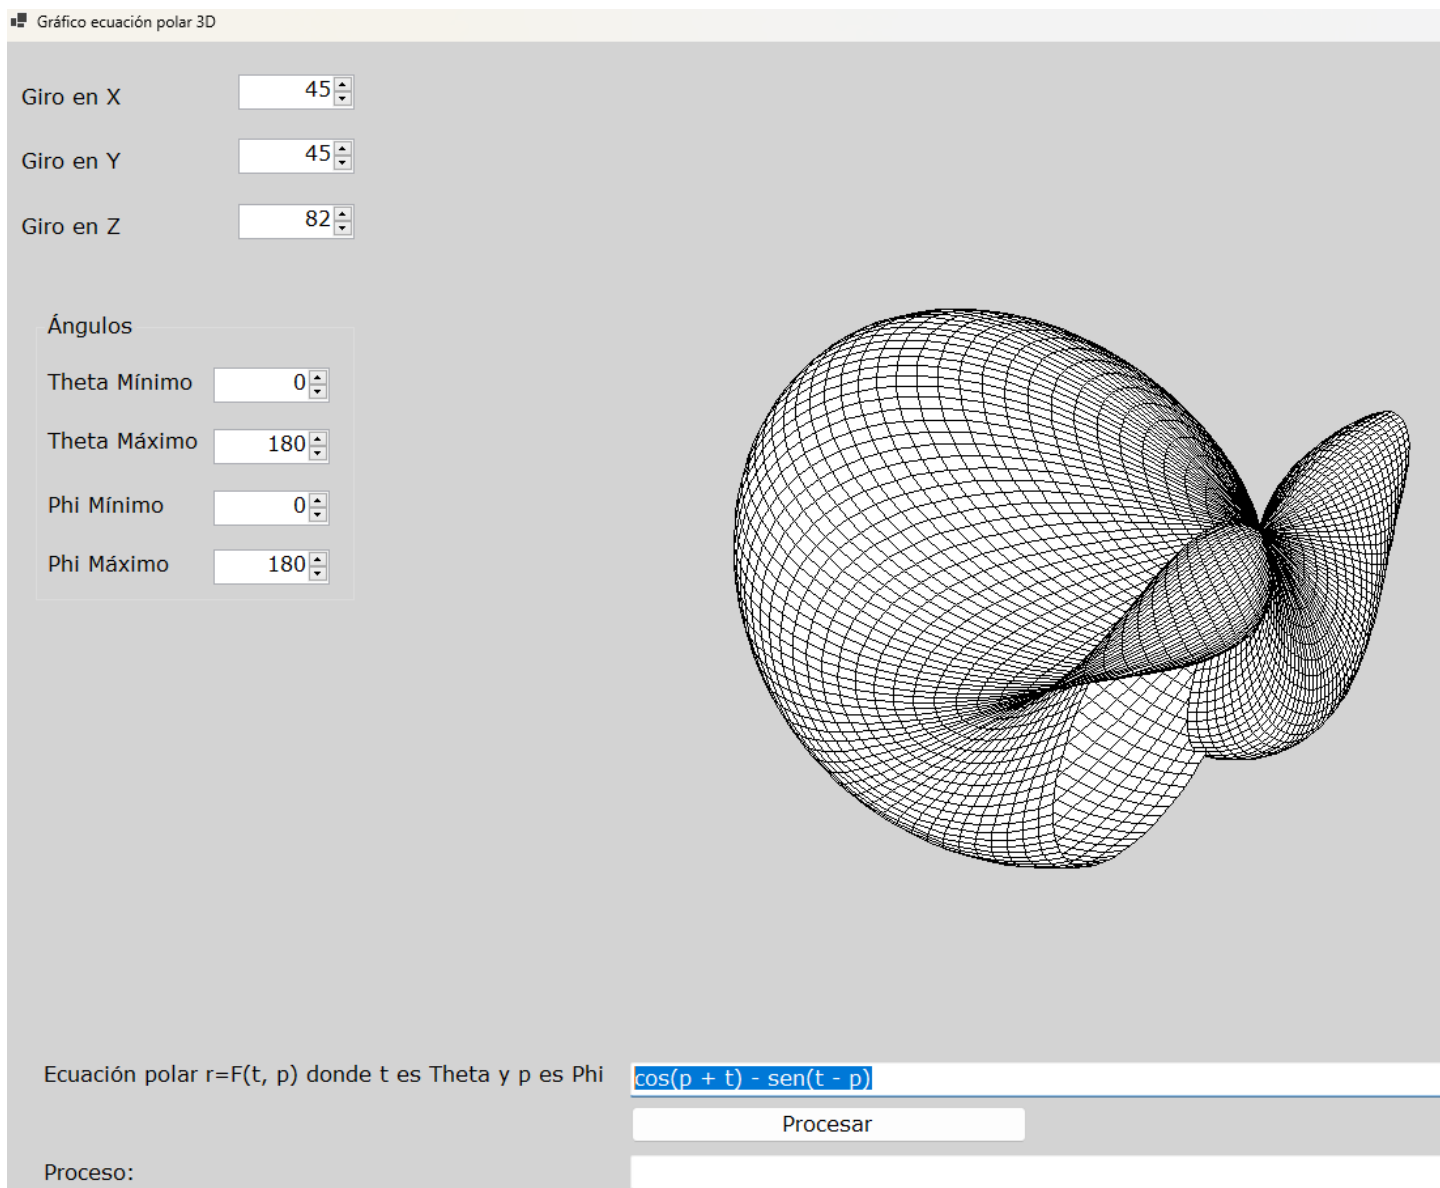 Gráfico ecuación polar 3D
Giro en X 45
Giro en Y 45
Giro en Z 82
Ángulos
Theta Mínimo 0
Theta Máximo 180
Phi Mínimo 0
Phi Máximo 180
Ecuación polar r=F(t, p) donde t es Theta y p es Phi cos(p + t) - sen(t - p)
Procesar
Proceso: